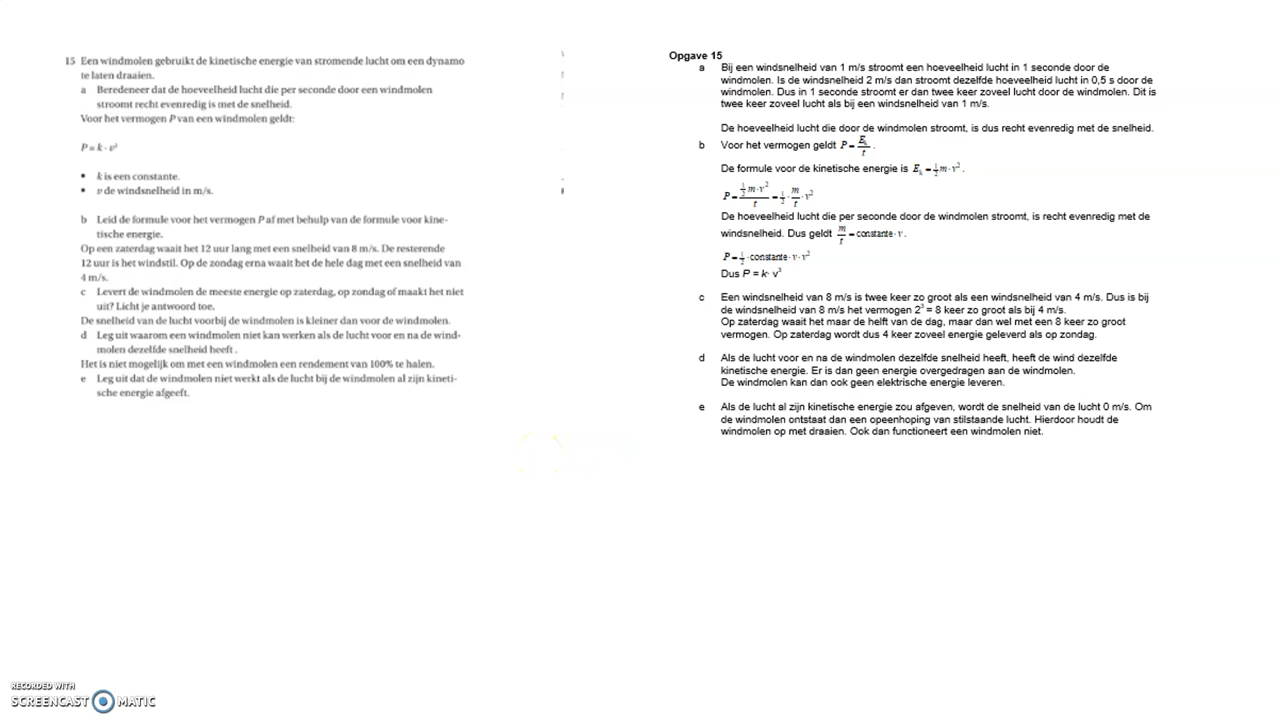 15 Een windmolen gebruikt de kinetische energie van stromende lucht om een dynamo
te laten draaien.
a Beredeneer dat de hoeveelheid lucht die per seconde door een windmolen
stroomt recht evenredig is met de snelheid.
Voor het vermogen P van een windmolen geldt:
P = k · v³
▪ k is een constante.
▪ v de windsnelheid in m/s.
b Leid de formule voor het vermogen P af met behulp van de formule voor kine-
tische energie.
Op een zaterdag waait het 12 uur lang met een snelheid van 8 m/s. De resterende
12 uur is het windstil. Op de zondag erna waait het de hele dag met een snelheid van
4 m/s.
c Levert de windmolen de meeste energie op zaterdag, op zondag of maakt het niet
uit? Licht je antwoord toe.
De snelheid van de lucht voorbij de windmolen is kleiner dan voor de windmolen.
d Leg uit waarom een windmolen niet kan werken als de lucht voor en na de wind-
molen dezelfde snelheid heeft .
Het is niet mogelijk om met een windmolen een rendement van 100% te halen.
e Leg uit dat de windmolen niet werkt als de lucht bij de windmolen al zijn kineti-
sche energie afgeeft.
Opgave 15
a Bij een windsnelheid van 1 m/s stroomt een hoeveelheid lucht in 1 seconde door de
windmolen. Is de windsnelheid 2 m/s dan stroomt dezelfde hoeveelheid lucht in 0,5 s door de
windmolen. Dus in 1 seconde stroomt er dan twee keer zoveel lucht door de windmolen. Dit is
twee keer zoveel lucht als bij een windsnelheid van 1 m/s.
De hoeveelheid lucht die door de windmolen stroomt, is dus recht evenredig met de snelheid.
b Voor het vermogen geldt P = Eₖ/t .
De formule voor de kinetische energie is Eₖ = ½ m · v² .
P = ½ m · v² / t = ½ · m/t · v²
De hoeveelheid lucht die per seconde door de windmolen stroomt, is recht evenredig met de
windsnelheid. Dus geldt m/t = constante · v .
P = ½ · constante · v · v²
Dus P = k· v³
c Een windsnelheid van 8 m/s is twee keer zo groot als een windsnelheid van 4 m/s. Dus is bij
de windsnelheid van 8 m/s het vermogen 2³ = 8 keer zo groot als bij 4 m/s.
Op zaterdag waait het maar de helft van de dag, maar dan wel met een 8 keer zo groot
vermogen. Op zaterdag wordt dus 4 keer zoveel energie geleverd als op zondag.
d Als de lucht voor en na de windmolen dezelfde snelheid heeft, heeft de wind dezelfde
kinetische energie. Er is dan geen energie overgedragen aan de windmolen.
De windmolen kan dan ook geen elektrische energie leveren.
e Als de lucht al zijn kinetische energie zou afgeven, wordt de snelheid van de lucht 0 m/s. Om
de windmolen ontstaat dan een opeenhoping van stilstaande lucht. Hierdoor houdt de
windmolen op met draaien. Ook dan functioneert een windmolen niet.
RECORDED WITH
SCREENCAST MATIC